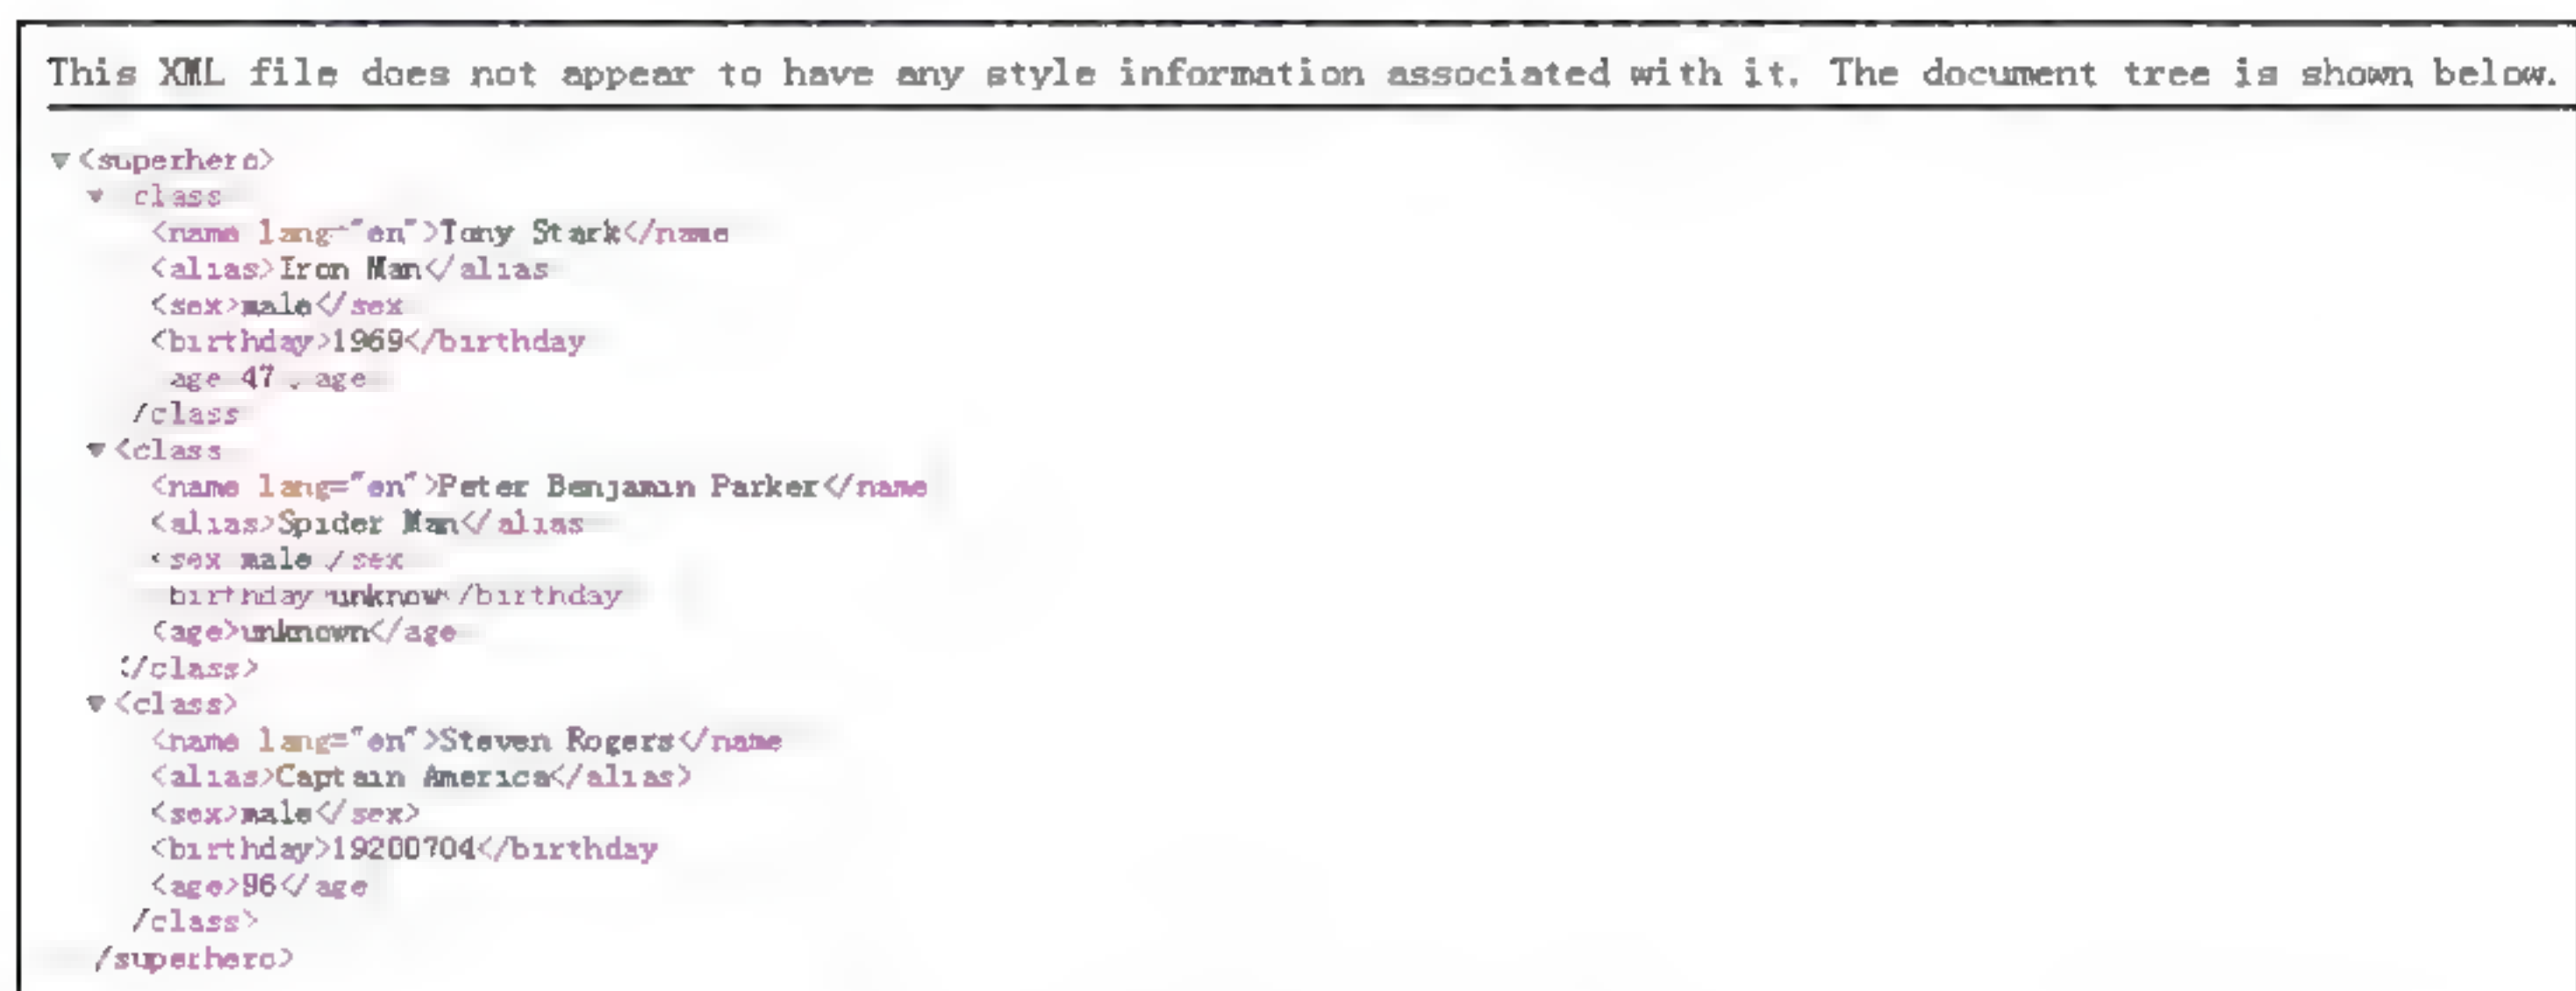 This XML file does not appear to have any style information associated with it. The document tree is shown below.
▼<superhero>
▼ class
<name lang="en">Tony Stark</name
<alias>Iron Man</alias
<sex>male</sex
<birthday>1969</birthday
age 47 . age
/class
▼<class
<name lang="en">Peter Benjamin Parker</name
<alias>Spider Man</alias
<sex male /sex
birthday unknow /birthday
<age>unknown</age
</class>
▼<class>
<name lang="en">Steven Rogers</name
<alias>Captain America</alias>
<sex>male</sex>
<birthday>19200704</birthday
<age>96</age
/class>
/superhero>